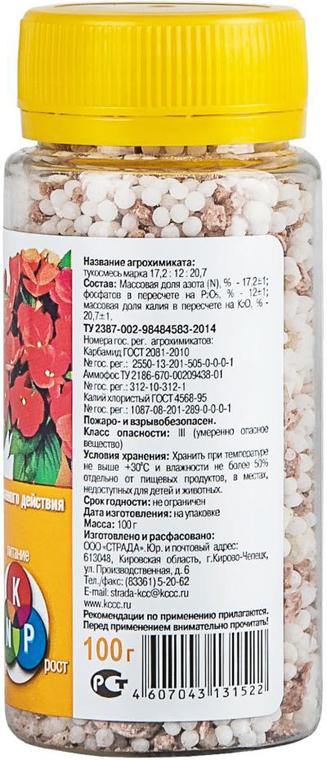 Название агрохимиката:
тукосмесь марка 17,2 : 12 : 20,7
Состав: Массовая доля азота (N), % - 17,2±1;
фосфатов в пересчете на P₂O₅, % - 12±1;
массовая доля калия в пересчете на K₂O, % -
20,7±1.
ТУ 2387-002-98484583-2014
Номера гос. рег. агрохимикатов:
Карбамид ГОСТ 2081-2010
№ гос. рег.: 2550-13-201-505-0-0-0-1
Аммофос ТУ 2186-670-00209438-01
№ гос. рег.: 312-10-312-1
Калий хлористый ГОСТ 4568-95
№ гос. рег.: 1087-08-201-289-0-0-0-1
Пожаро- и взрывобезопасен.
Класс опасности: III (умеренно опасное
вещество)
Условия хранения: Хранить при температуре
не выше +30°С и влажности не более 50%
отдельно от пищевых продуктов, в местах,
недоступных для детей и животных.
Срок годности: не ограничен
Дата изготовления: на упаковке
Масса: 100 г
Изготовлено и расфасовано:
ООО «СТРАДА». Юр. и почтовый адрес:
613048, Кировская область, г.Кирово-Чепецк,
ул.Производственная, д. 6
Тел./факс: (83361) 5-20-62
E-mail: strada-kcc@kccc.ru
www.kccc.ru
Рекомендации по применению прилагаются.
Перед применением внимательно прочитать!
действия
питание
K
N P
рост
100 г
РСТ
4 607043 131522